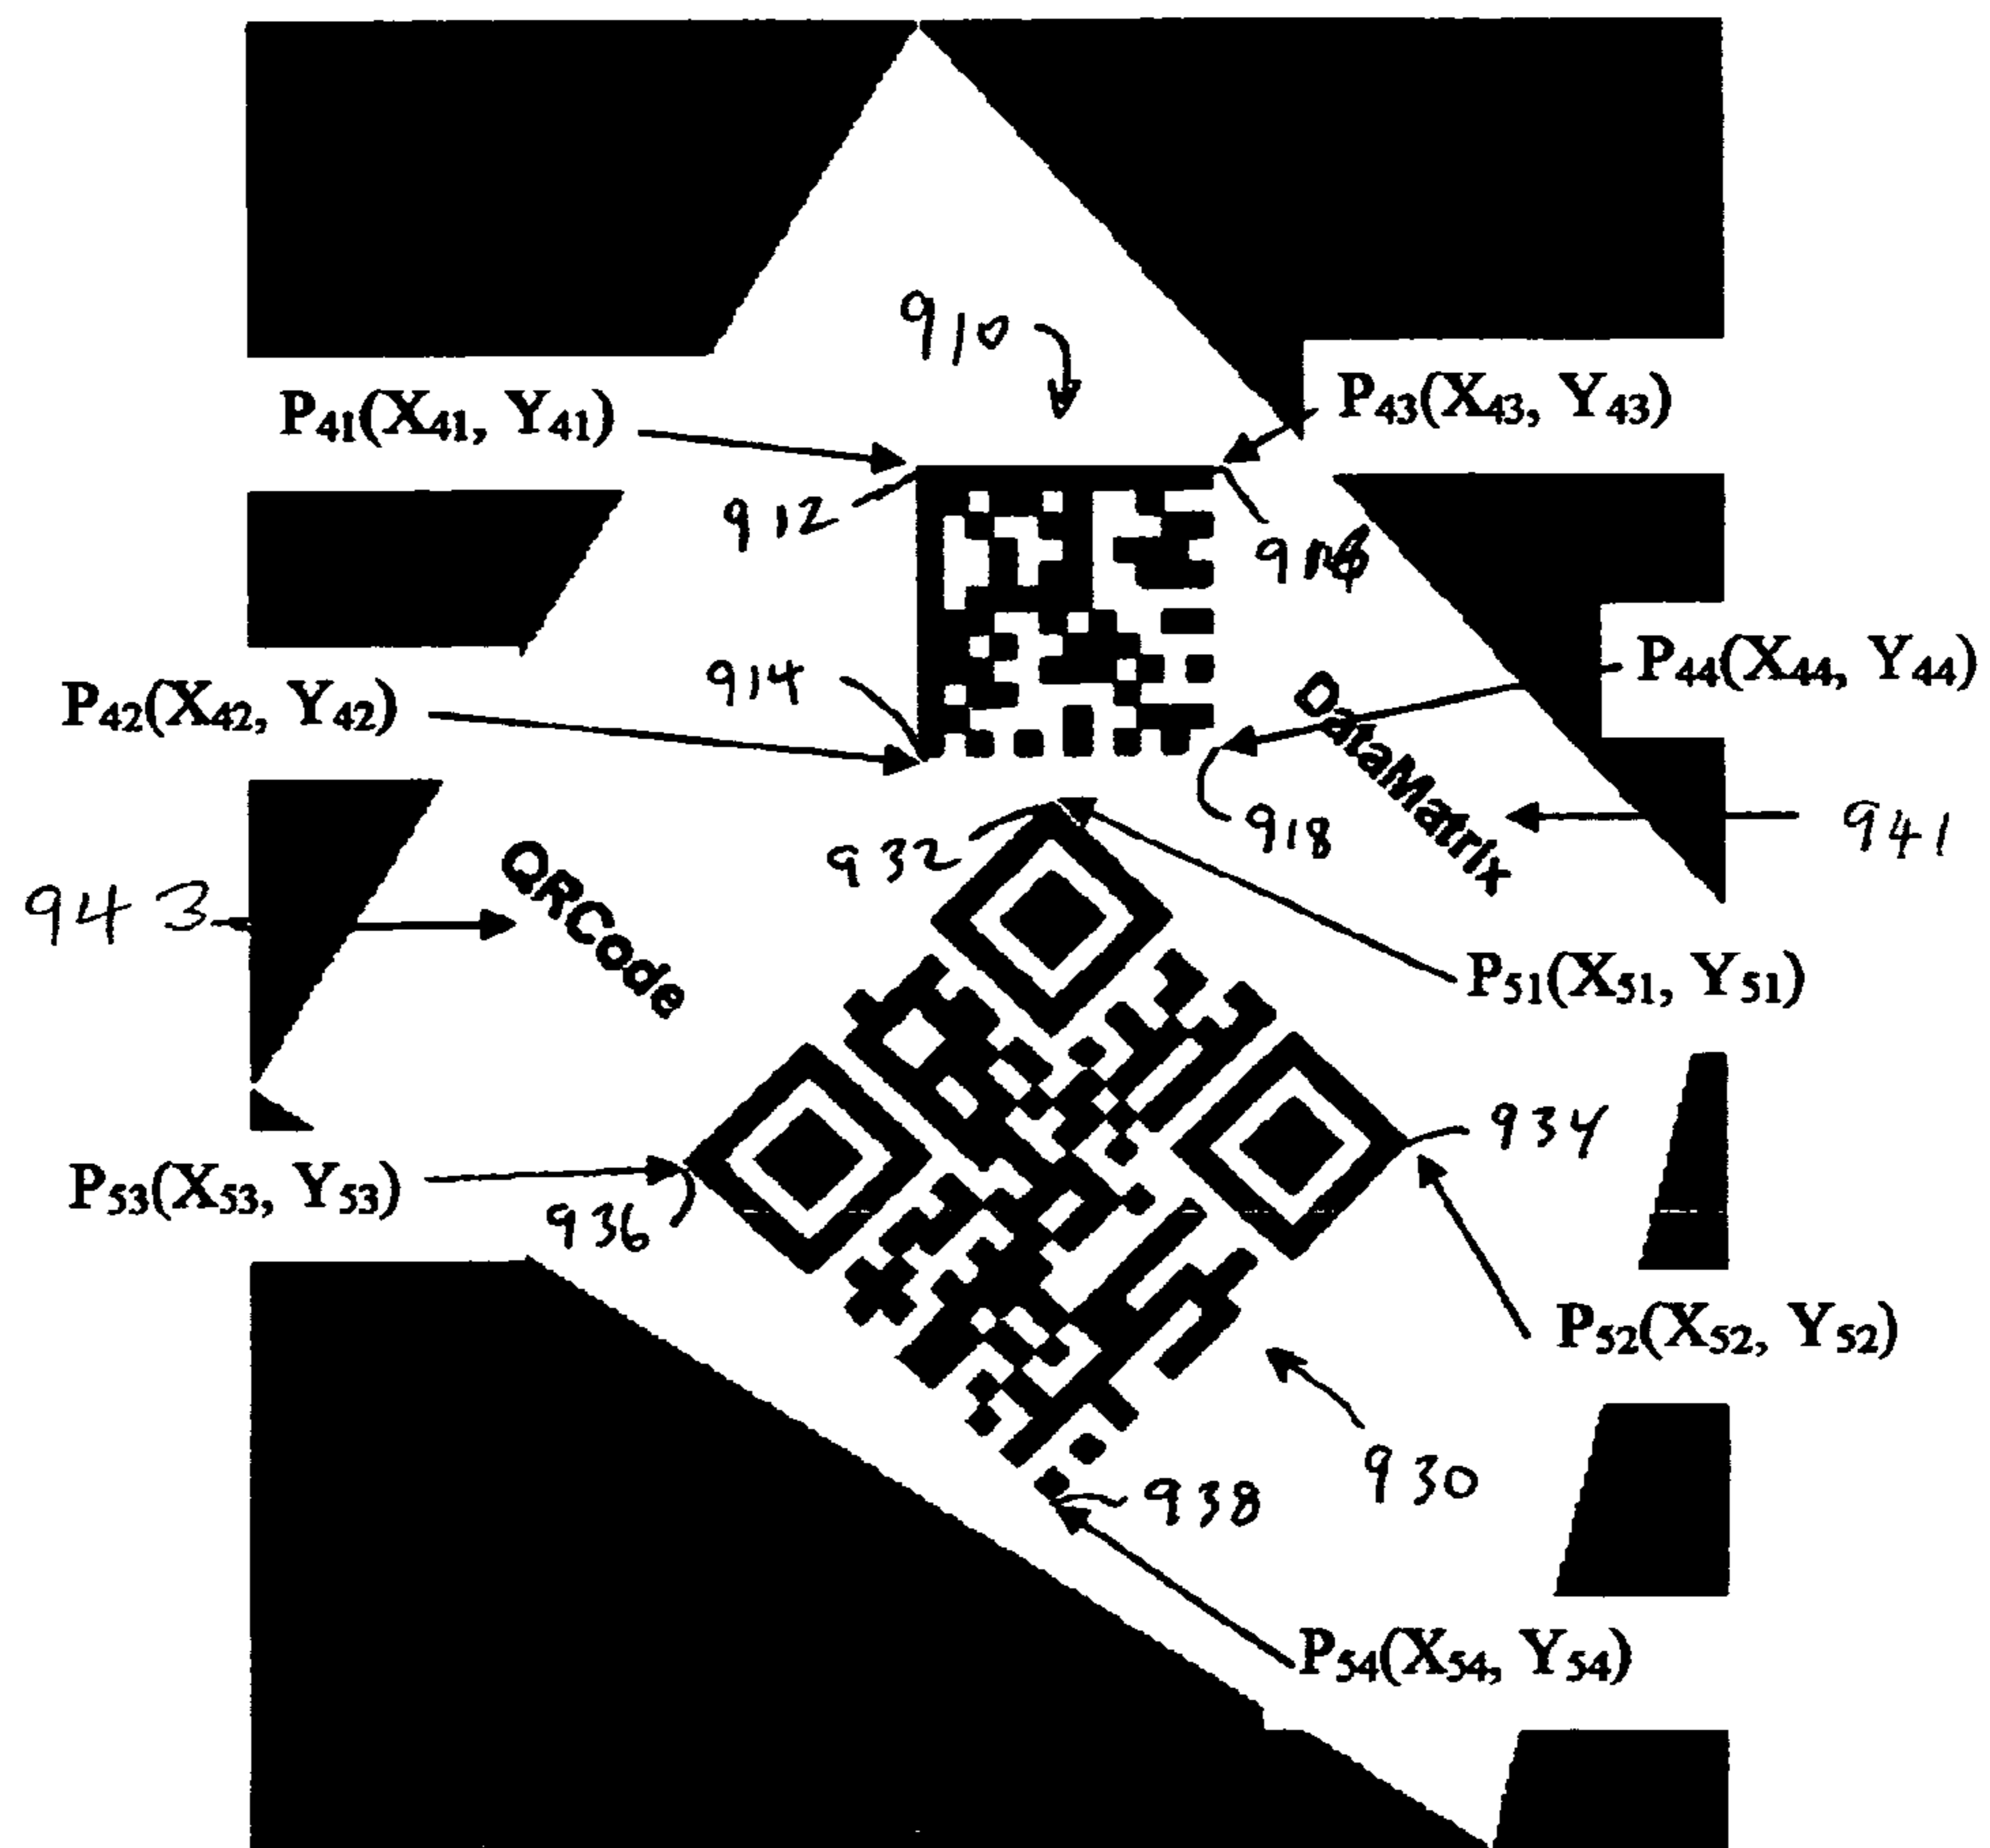 910
P41(X41, Y41)
P43(X43, Y43)
912
914
P44(X44, Y44)
P42(X42, Y42)
DataMatrix
918
941
932
943
QRCode
P51(X51, Y51)
934
P53(X53, Y53)
936
P52(X52, Y52)
930
938
P54(X54, Y54)